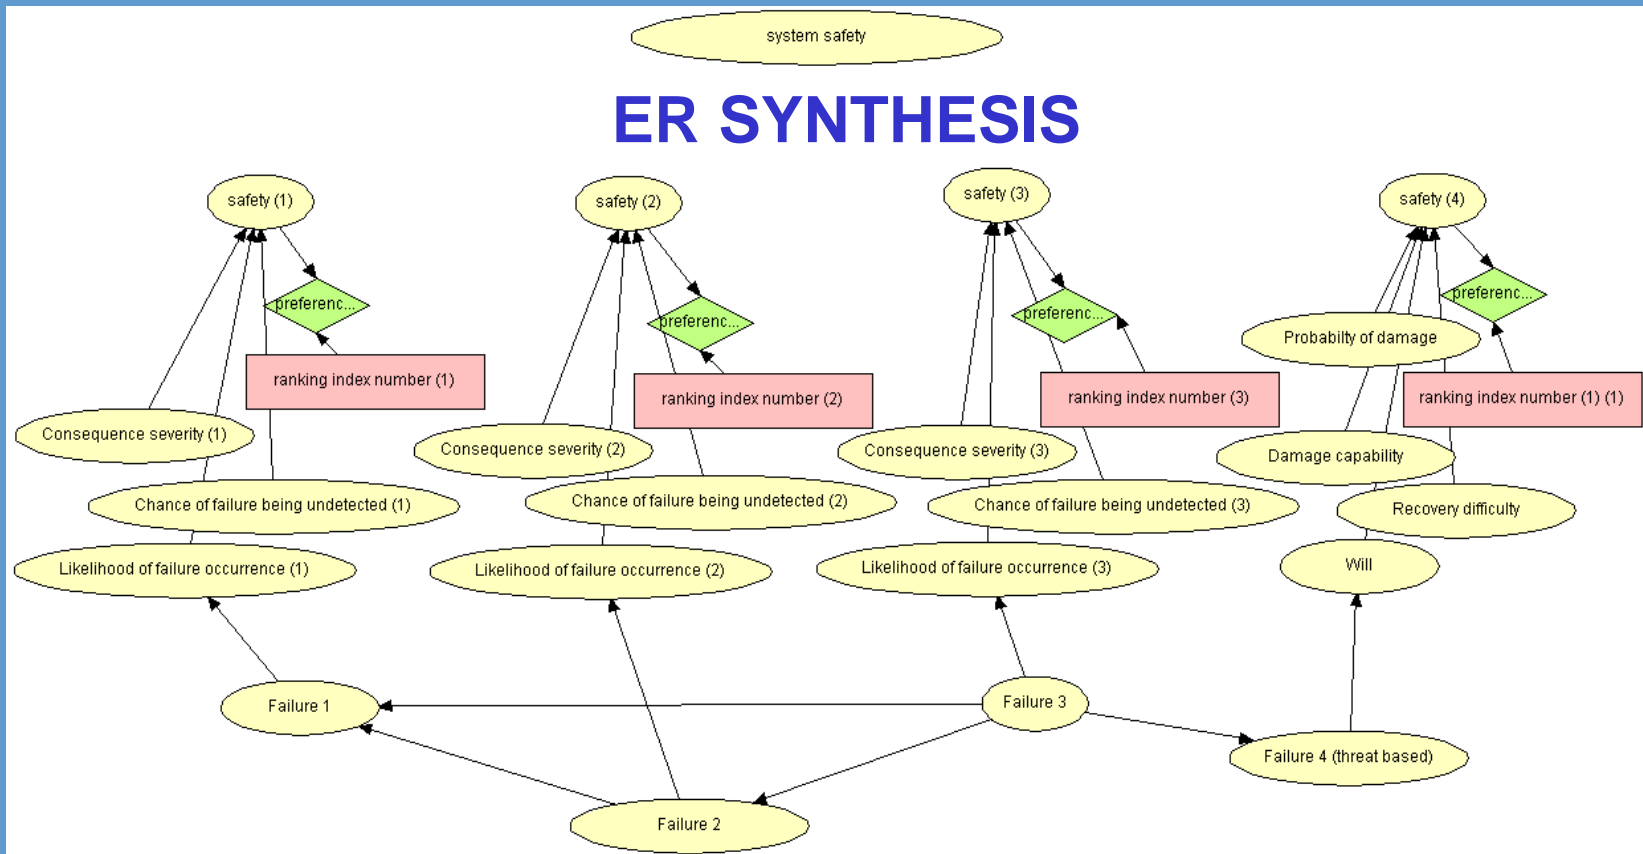 system safety
ER SYNTHESIS
safety (1)
safety (2)
safety (3)
safety (4)
preferenc...
preferenc...
preferenc...
preferenc...
Probabilty of damage
ranking index number (1)
ranking index number (2)
ranking index number (3)
ranking index number (1) (1)
Consequence severity (1)
Consequence severity (2)
Consequence severity (3)
Damage capability
Chance of failure being undetected (1)
Chance of failure being undetected (2)
Chance of failure being undetected (3)
Recovery difficulty
Likelihood of failure occurrence (1)
Likelihood of failure occurrence (2)
Likelihood of failure occurrence (3)
Will
Failure 1
Failure 3
Failure 4 (threat based)
Failure 2